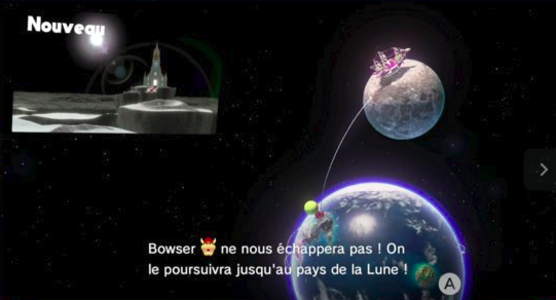 Nouveau
Bowser ne nous échappera pas ! On
le poursuivra jusqu'au pays de la Lune !
A